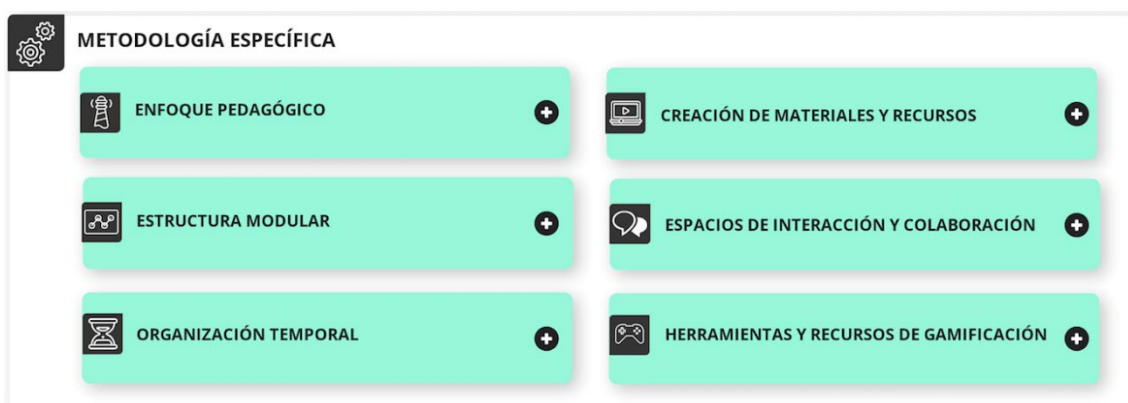 METODOLOGÍA ESPECÍFICA
ENFOQUE PEDAGÓGICO
CREACIÓN DE MATERIALES Y RECURSOS
ESTRUCTURA MODULAR
ESPACIOS DE INTERACCIÓN Y COLABORACIÓN
ORGANIZACIÓN TEMPORAL
HERRAMIENTAS Y RECURSOS DE GAMIFICACIÓN